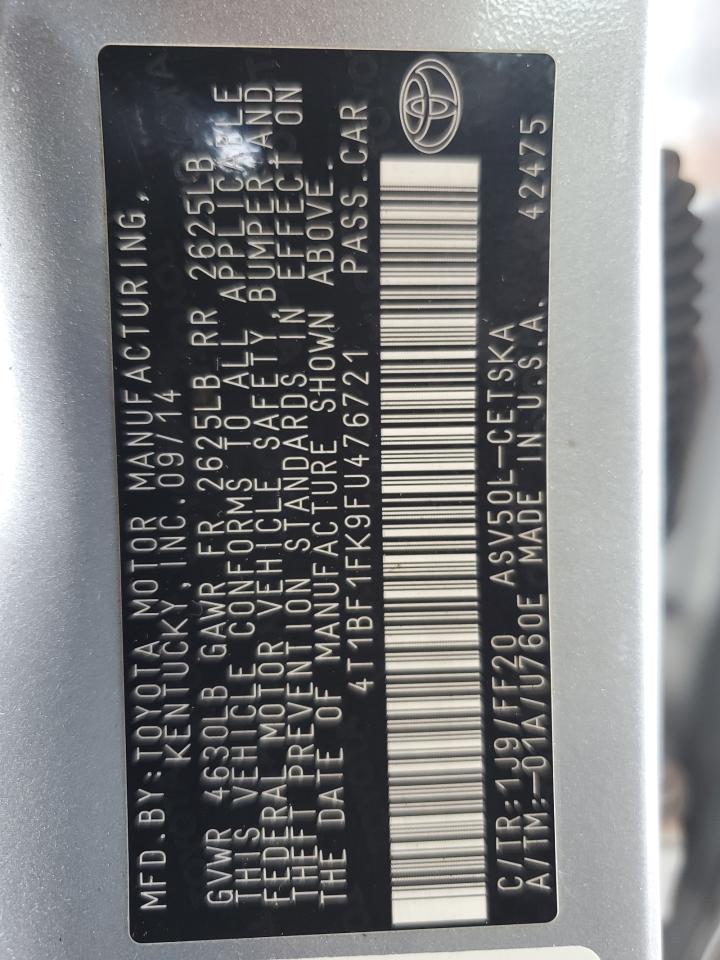 MFD.BY:TOYOTA MOTOR MANUFACTURING,
KENTUCKY, INC.09/14
GVWR 4630LB GAWR FR 2625LB RR 2625LB
THIS VEHICLE CONFORMS TO ALL APPLICABLE
FEDERAL MOTOR VEHICLE SAFETY,BUMPER,AND
THEFT PREVENTION STANDARDS IN EFFECT ON
THE DATE OF MANUFACTURE SHOWN ABOVE.
4T1BF1FK9FU476721 PASS.CAR
C/TR:1J9/FF20 ASV50L-CETSKA
A/TM:-01A/U760E MADE IN U.S.A. 42475